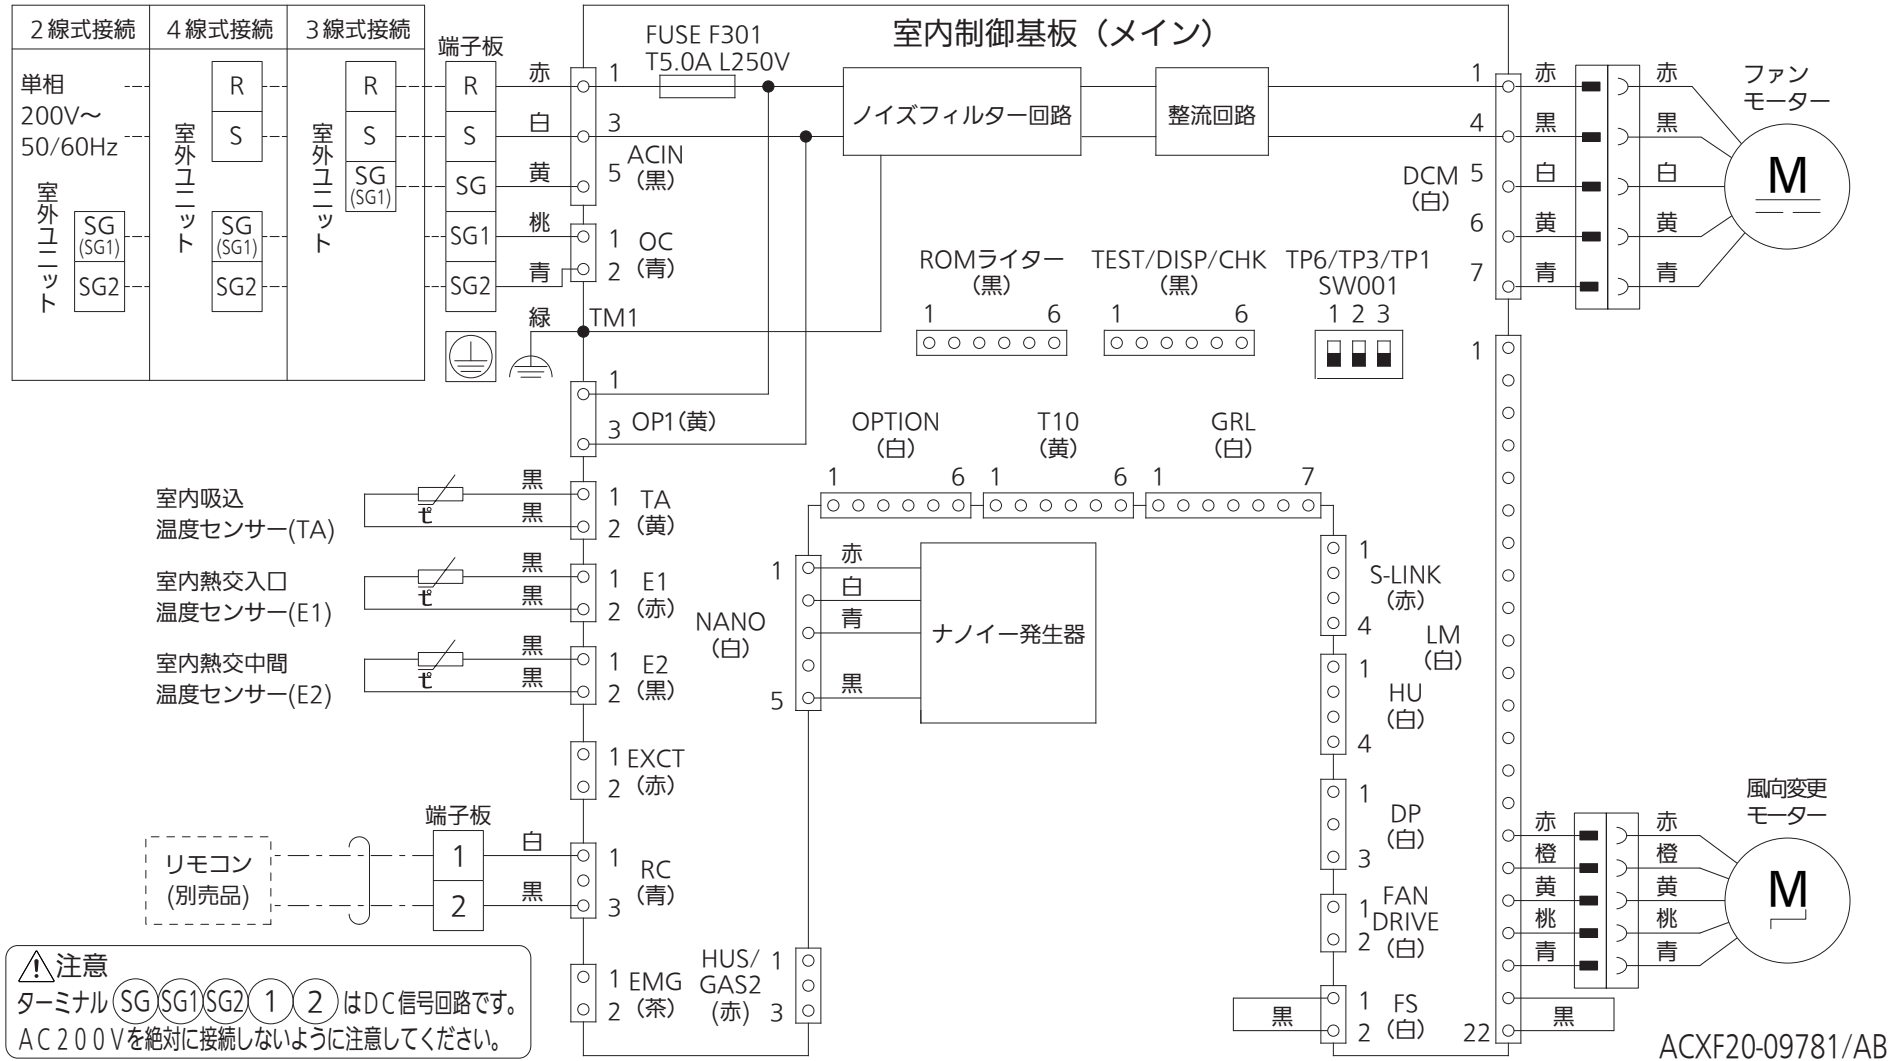 室内制御基板（メイン）
2線式接続
4線式接続
3線式接続
端子板
単相
200V～
50/60Hz
室外ユニット
SG
(SG1)
SG2
室外ユニット
R
S
SG
(SG1)
SG2
室外ユニット
R
S
SG
(SG1)
R
S
SG
SG1
SG2
赤
白
黄
桃
青
緑
1
3
5
ACIN
（黒）
1
2
OC
（青）
TM1
FUSE F301
T5.0A L250V
ノイズフィルター回路
整流回路
1
3
OP1（黄）
ROMライター
（黒）
1 6
TEST/DISP/CHK
（黒）
1 6
TP6/TP3/TP1
SW001
1 2 3
1
4
5
6
7
DCM
（白）
赤
黒
白
黄
青
赤
黒
白
黄
青
ファン
モーター
M
室内吸込
温度センサー(TA)
t°
黒
黒
1
2
TA
（黄）
室内熱交入口
温度センサー(E1)
t°
黒
黒
1
2
E1
（赤）
室内熱交中間
温度センサー(E2)
t°
黒
黒
1
2
E2
（黒）
1
2
EXCT
（赤）
端子板
リモコン
(別売品)
1
2
白
黒
1
3
RC
（青）
1
2
EMG
（茶）
HUS/
GAS2
（赤）
1
3
OPTION
（白）
1 6
T10
（黄）
1 6
GRL
（白）
1 7
NANO
（白）
1
5
赤
白
青
黒
ナノイー発生器
1
4
S-LINK
（赤）
1
4
HU
（白）
1
3
DP
（白）
1
2
FAN
DRIVE
（白）
黒
1
2
FS
（白）
LM
（白）
1
22
赤
橙
黄
桃
青
赤
橙
黄
桃
青
黒
風向変更
モーター
M
⚠注意
ターミナル SG SG1 SG2 1 2 はDC信号回路です。
AC200Vを絶対に接続しないように注意してください。
ACXF20-09781/AB